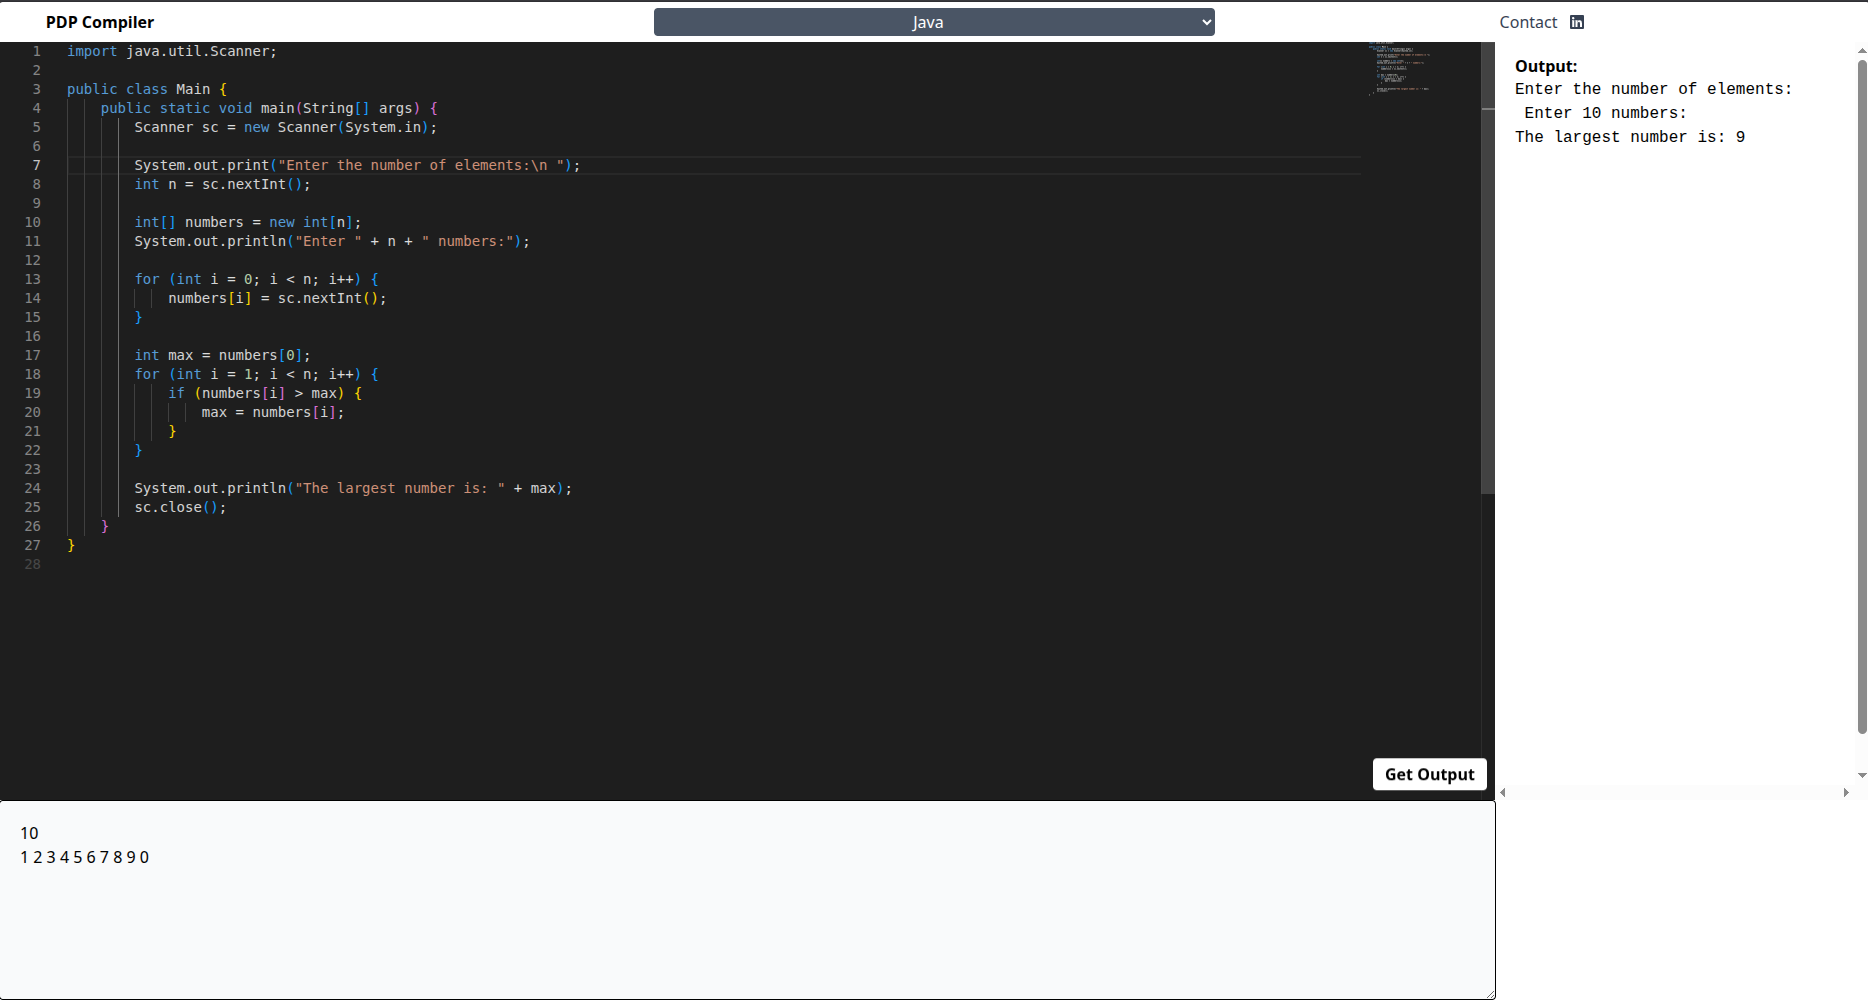 PDP Compiler
Java
Contact in
1 import java.util.Scanner;
2
3 public class Main {
4     public static void main(String[] args) {
5         Scanner sc = new Scanner(System.in);
6
7         System.out.print("Enter the number of elements:\n ");
8         int n = sc.nextInt();
9
10         int[] numbers = new int[n];
11         System.out.println("Enter " + n + " numbers:");
12
13         for (int i = 0; i < n; i++) {
14             numbers[i] = sc.nextInt();
15         }
16
17         int max = numbers[0];
18         for (int i = 1; i < n; i++) {
19             if (numbers[i] > max) {
20                 max = numbers[i];
21             }
22         }
23
24         System.out.println("The largest number is: " + max);
25         sc.close();
26     }
27 }
28
Get Output
10
1 2 3 4 5 6 7 8 9 0
Output:
Enter the number of elements:
 Enter 10 numbers:
The largest number is: 9